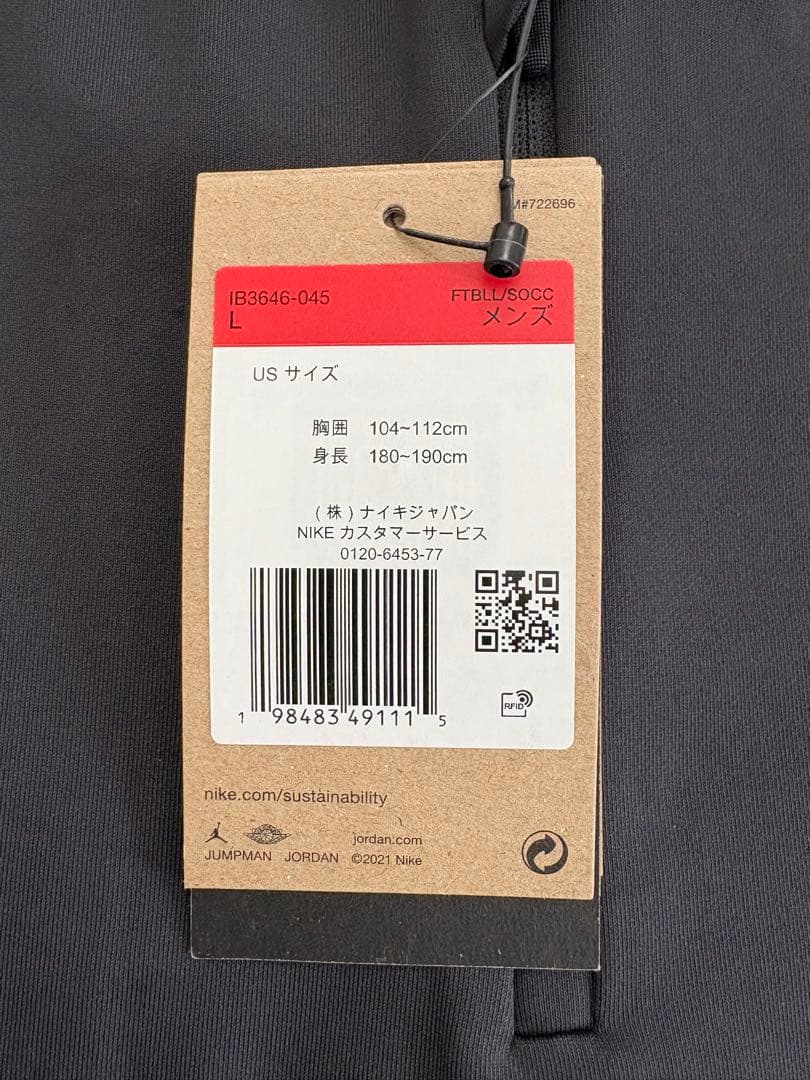 M#722696
IB3646-045
FTBLL/SOCC
L
メンズ
US サイズ
胸囲 104~112cm
身長 180~190cm
(株)ナイキジャパン
NIKE カスタマーサービス
0120-6453-77
1 98483 49111 5
RFID
nike.com/sustainability
jordan.com
JUMPMAN JORDAN ©2021 Nike